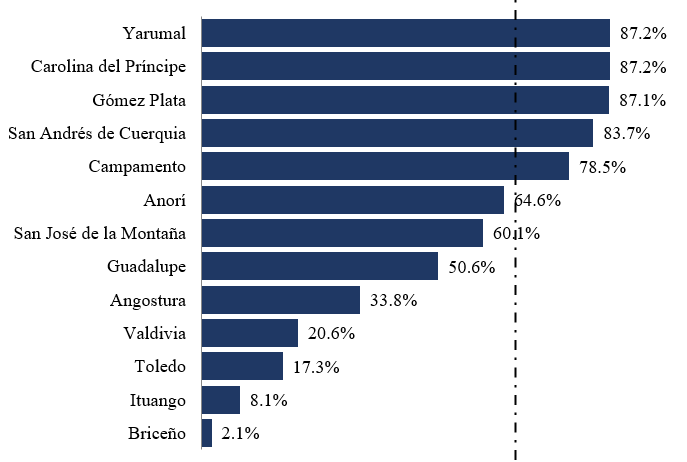 Yarumal 87.2%
Carolina del Príncipe 87.2%
Gómez Plata 87.1%
San Andrés de Cuerquia 83.7%
Campamento 78.5%
Anorí 64.6%
San José de la Montaña 60.1%
Guadalupe 50.6%
Angostura 33.8%
Valdivia 20.6%
Toledo 17.3%
Ituango 8.1%
Briceño 2.1%